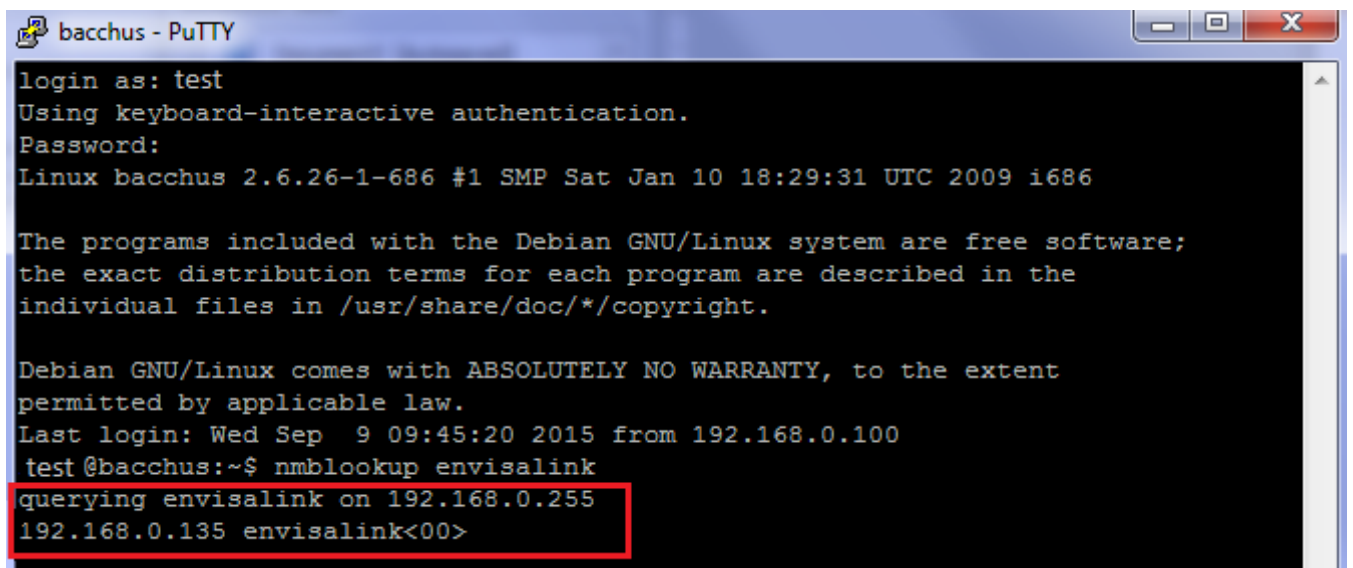 bacchus - PuTTY
login as: test
Using keyboard-interactive authentication.
Password:
Linux bacchus 2.6.26-1-686 #1 SMP Sat Jan 10 18:29:31 UTC 2009 i686
The programs included with the Debian GNU/Linux system are free software;
the exact distribution terms for each program are described in the
individual files in /usr/share/doc/*/copyright.
Debian GNU/Linux comes with ABSOLUTELY NO WARRANTY, to the extent
permitted by applicable law.
Last login: Wed Sep  9 09:45:20 2015 from 192.168.0.100
test @bacchus:~$ nmblookup envisalink
querying envisalink on 192.168.0.255
192.168.0.135 envisalink<00>